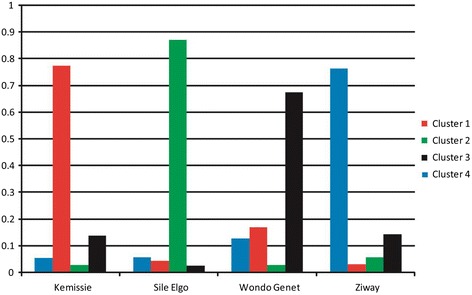 1
0.9
0.8
0.7
0.6
0.5
0.4
0.3
0.2
0.1
0
Kemissie Sile Elgo Wondo Genet Ziway
Cluster 1
Cluster 2
Cluster 3
Cluster 4